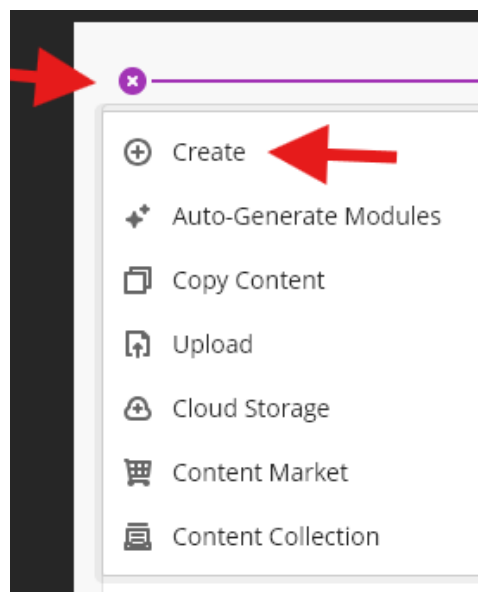 Create
Auto-Generate Modules
Copy Content
Upload
Cloud Storage
Content Market
Content Collection